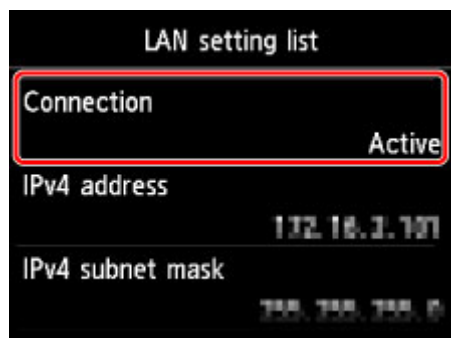 LAN setting list
Connection
Active
IPv4 address
IPv4 subnet mask